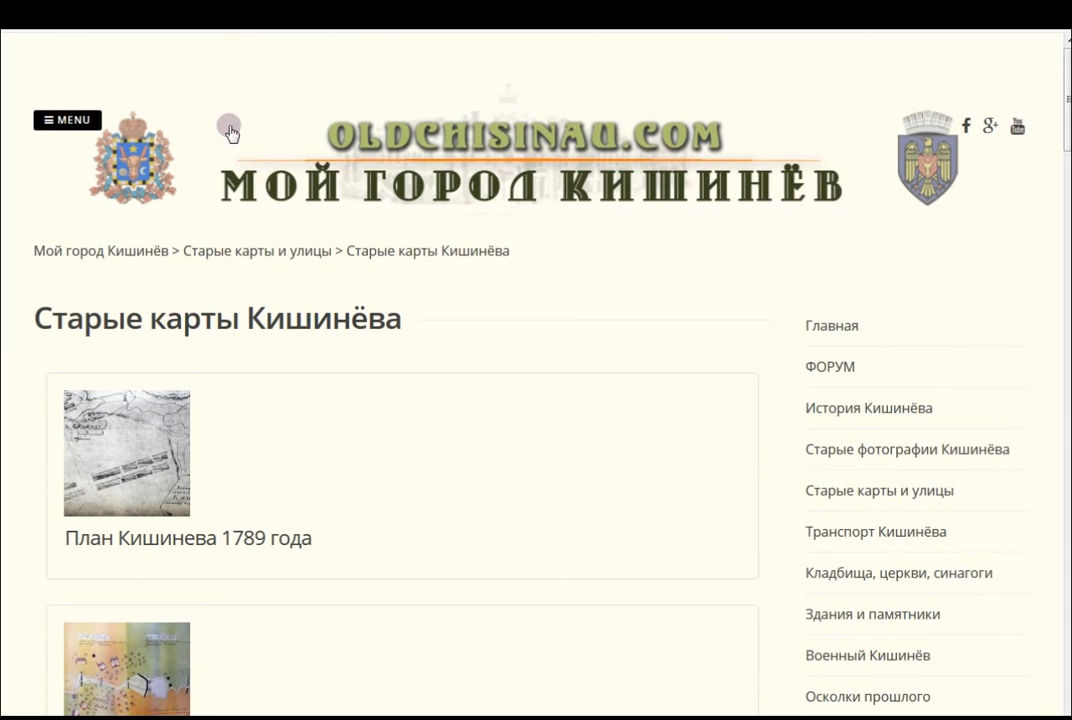 MENU
OLDCHISINAU.COM
МОЙ ГОРОД КИШИНЁВ
Мой город Кишинёв > Старые карты и улицы > Старые карты Кишинёва
Старые карты Кишинёва
План Кишинева 1789 года
Главная
ФОРУМ
История Кишинёва
Старые фотографии Кишинёва
Старые карты и улицы
Транспорт Кишинёва
Кладбища, церкви, синагоги
Здания и памятники
Военный Кишинёв
Осколки прошлого